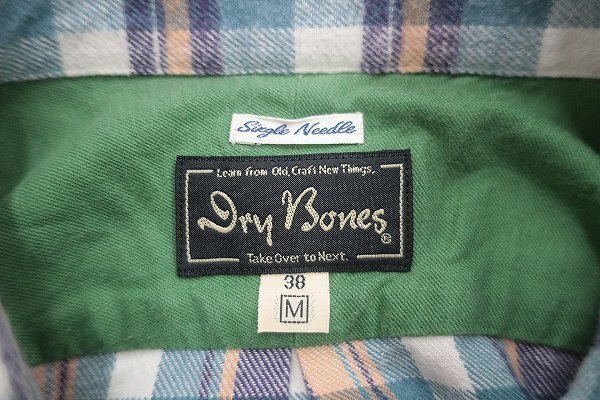 Single Needle
Learn from Old, Craft New Things.
Dry Bones
®
Take Over to Next.
38
M